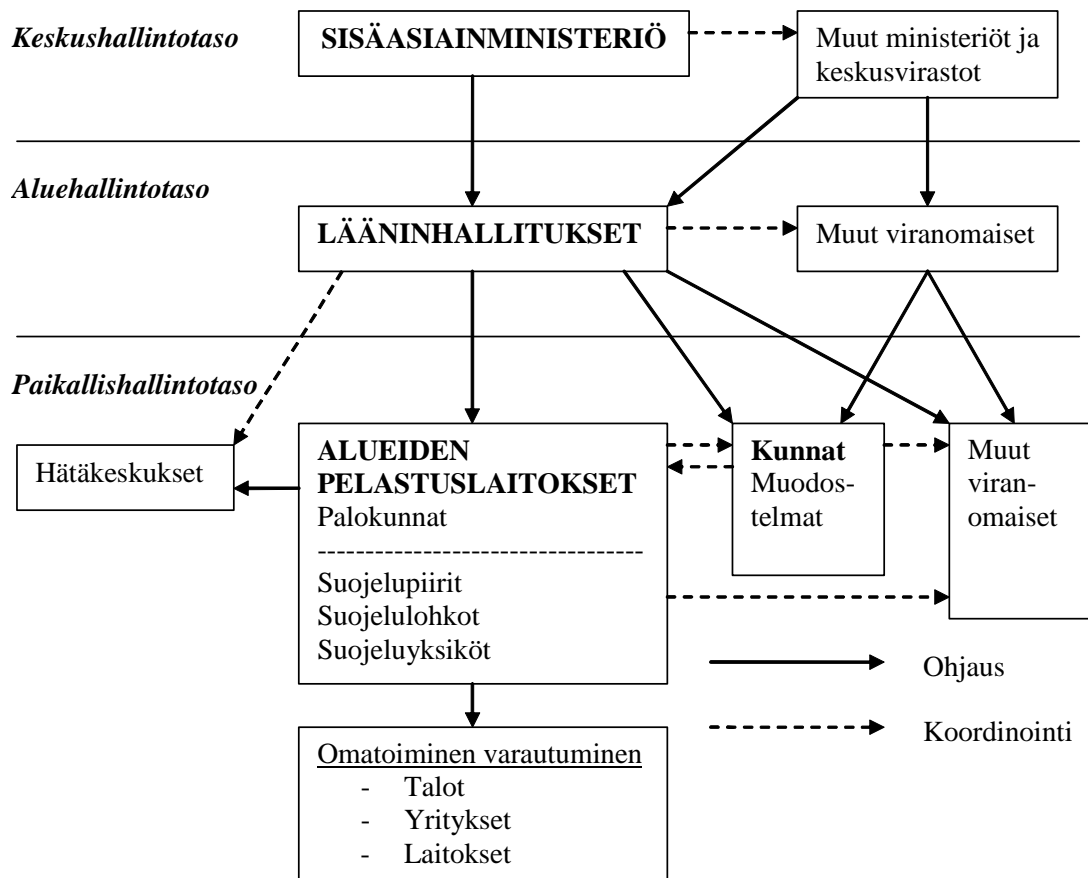 Keskushallintotaso
SISÄASIAINMINISTERIÖ
Muut ministeriöt ja
keskusvirastot
Aluehallintotaso
LÄÄNINHALLITUKSET
Muut viranomaiset
Paikallishallintotaso
Hätäkeskukset
ALUEIDEN
PELASTUSLAITOKSET
Palokunnat
---------------------------------
Suojelupiirit
Suojelulohkot
Suojeluyksiköt
Kunnat
Muodos-
telmat
Muut
viran-
omaiset
Ohjaus
Koordinointi
Omatoiminen varautuminen
- Talot
- Yritykset
- Laitokset